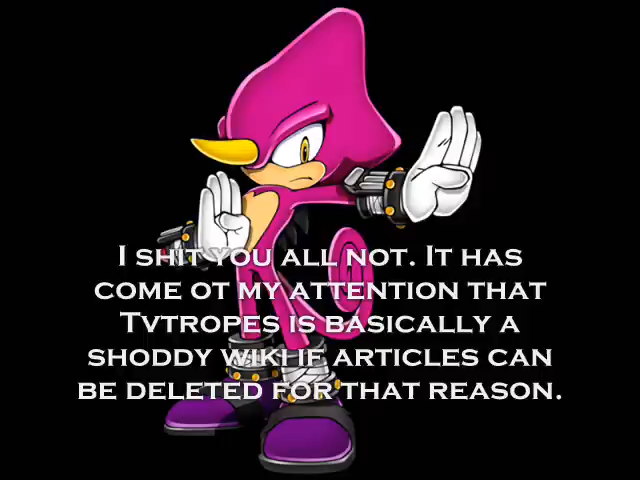 I shit you all not. It has
come ot my attention that
Tvtropes is basically a
shoddy wiki if articles can
be deleted for that reason.